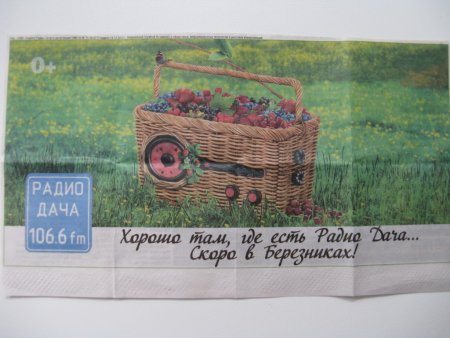 0+
РАДИО
ДАЧА
106.6 fm
Хорошо там, где есть Радио Дача...
Скоро в Березниках!